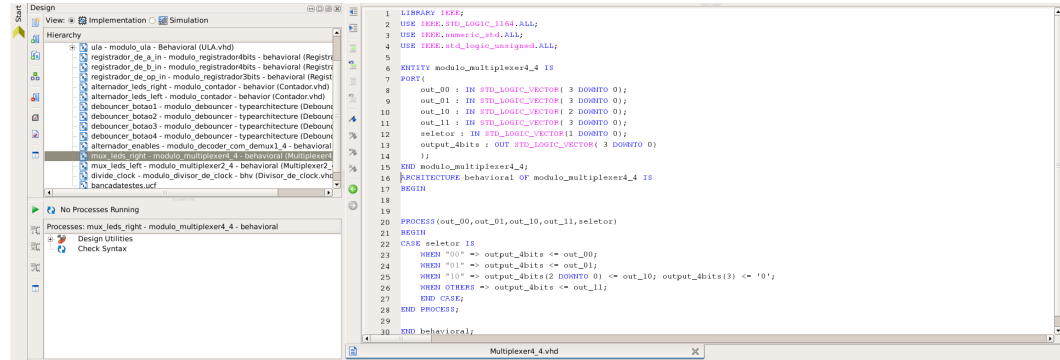 Start
Design
View: Implementation Simulation
Hierarchy
ula - modulo_ula - Behavioral (ULA.vhd)
registrador_de_a_in - modulo_registrador4bits - behavioral (Registra
registrador_de_b_in - modulo_registrador4bits - behavioral (Registra
registrador_de_op_in - modulo_registrador3bits - behavioral (Regist
alternador_leds_right - modulo_contador - behavior (Contador.vhd)
alternador_leds_left - modulo_contador - behavior (Contador.vhd)
debouncer_botao1 - modulo_debouncer - typearchitecture (Debounc
debouncer_botao2 - modulo_debouncer - typearchitecture (Debounc
debouncer_botao3 - modulo_debouncer - typearchitecture (Debounc
debouncer_botao4 - modulo_debouncer - typearchitecture (Debounc
alternador_enables - modulo_decoder_com_demux1_4 - behavioral
mux_leds_right - modulo_multiplexer4_4 - behavioral (Multiplexer4
mux_leds_left - modulo_multiplexer2_4 - behavioral (Multiplexer2_
divide_clock - modulo_divisor_de_clock - bhv (Divisor_de_clock.vhd
bancadatestes.ucf
No Processes Running
Processes: mux_leds_right - modulo_multiplexer4_4 - behavioral
Design Utilities
Check Syntax
1 LIBRARY IEEE;
2 USE IEEE.STD_LOGIC_1164.ALL;
3 USE IEEE.numeric_std.ALL;
4 USE IEEE.std_logic_unsigned.ALL;
5
6 ENTITY modulo_multiplexer4_4 IS
7 PORT(
8 out_00 : IN STD_LOGIC_VECTOR( 3 DOWNTO 0);
9 out_01 : IN STD_LOGIC_VECTOR( 3 DOWNTO 0);
10 out_10 : IN STD_LOGIC_VECTOR( 2 DOWNTO 0);
11 out_11 : IN STD_LOGIC_VECTOR( 3 DOWNTO 0);
12 seletor : IN STD_LOGIC_VECTOR(1 DOWNTO 0);
13 output_4bits : OUT STD_LOGIC_VECTOR( 3 DOWNTO 0)
14 );
15 END modulo_multiplexer4_4;
16 ARCHITECTURE behavioral OF modulo_multiplexer4_4 IS
17 BEGIN
18
19
20 PROCESS(out_00,out_01,out_10,out_11,seletor)
21 BEGIN
22 CASE seletor IS
23 WHEN "00" => output_4bits <= out_00;
24 WHEN "01" => output_4bits <= out_01;
25 WHEN "10" => output_4bits(2 DOWNTO 0) <= out_10; output_4bits(3) <= '0';
26 WHEN OTHERS => output_4bits <= out_11;
27 END CASE;
28 END PROCESS;
29
30 END behavioral;
Multiplexer4_4.vhd